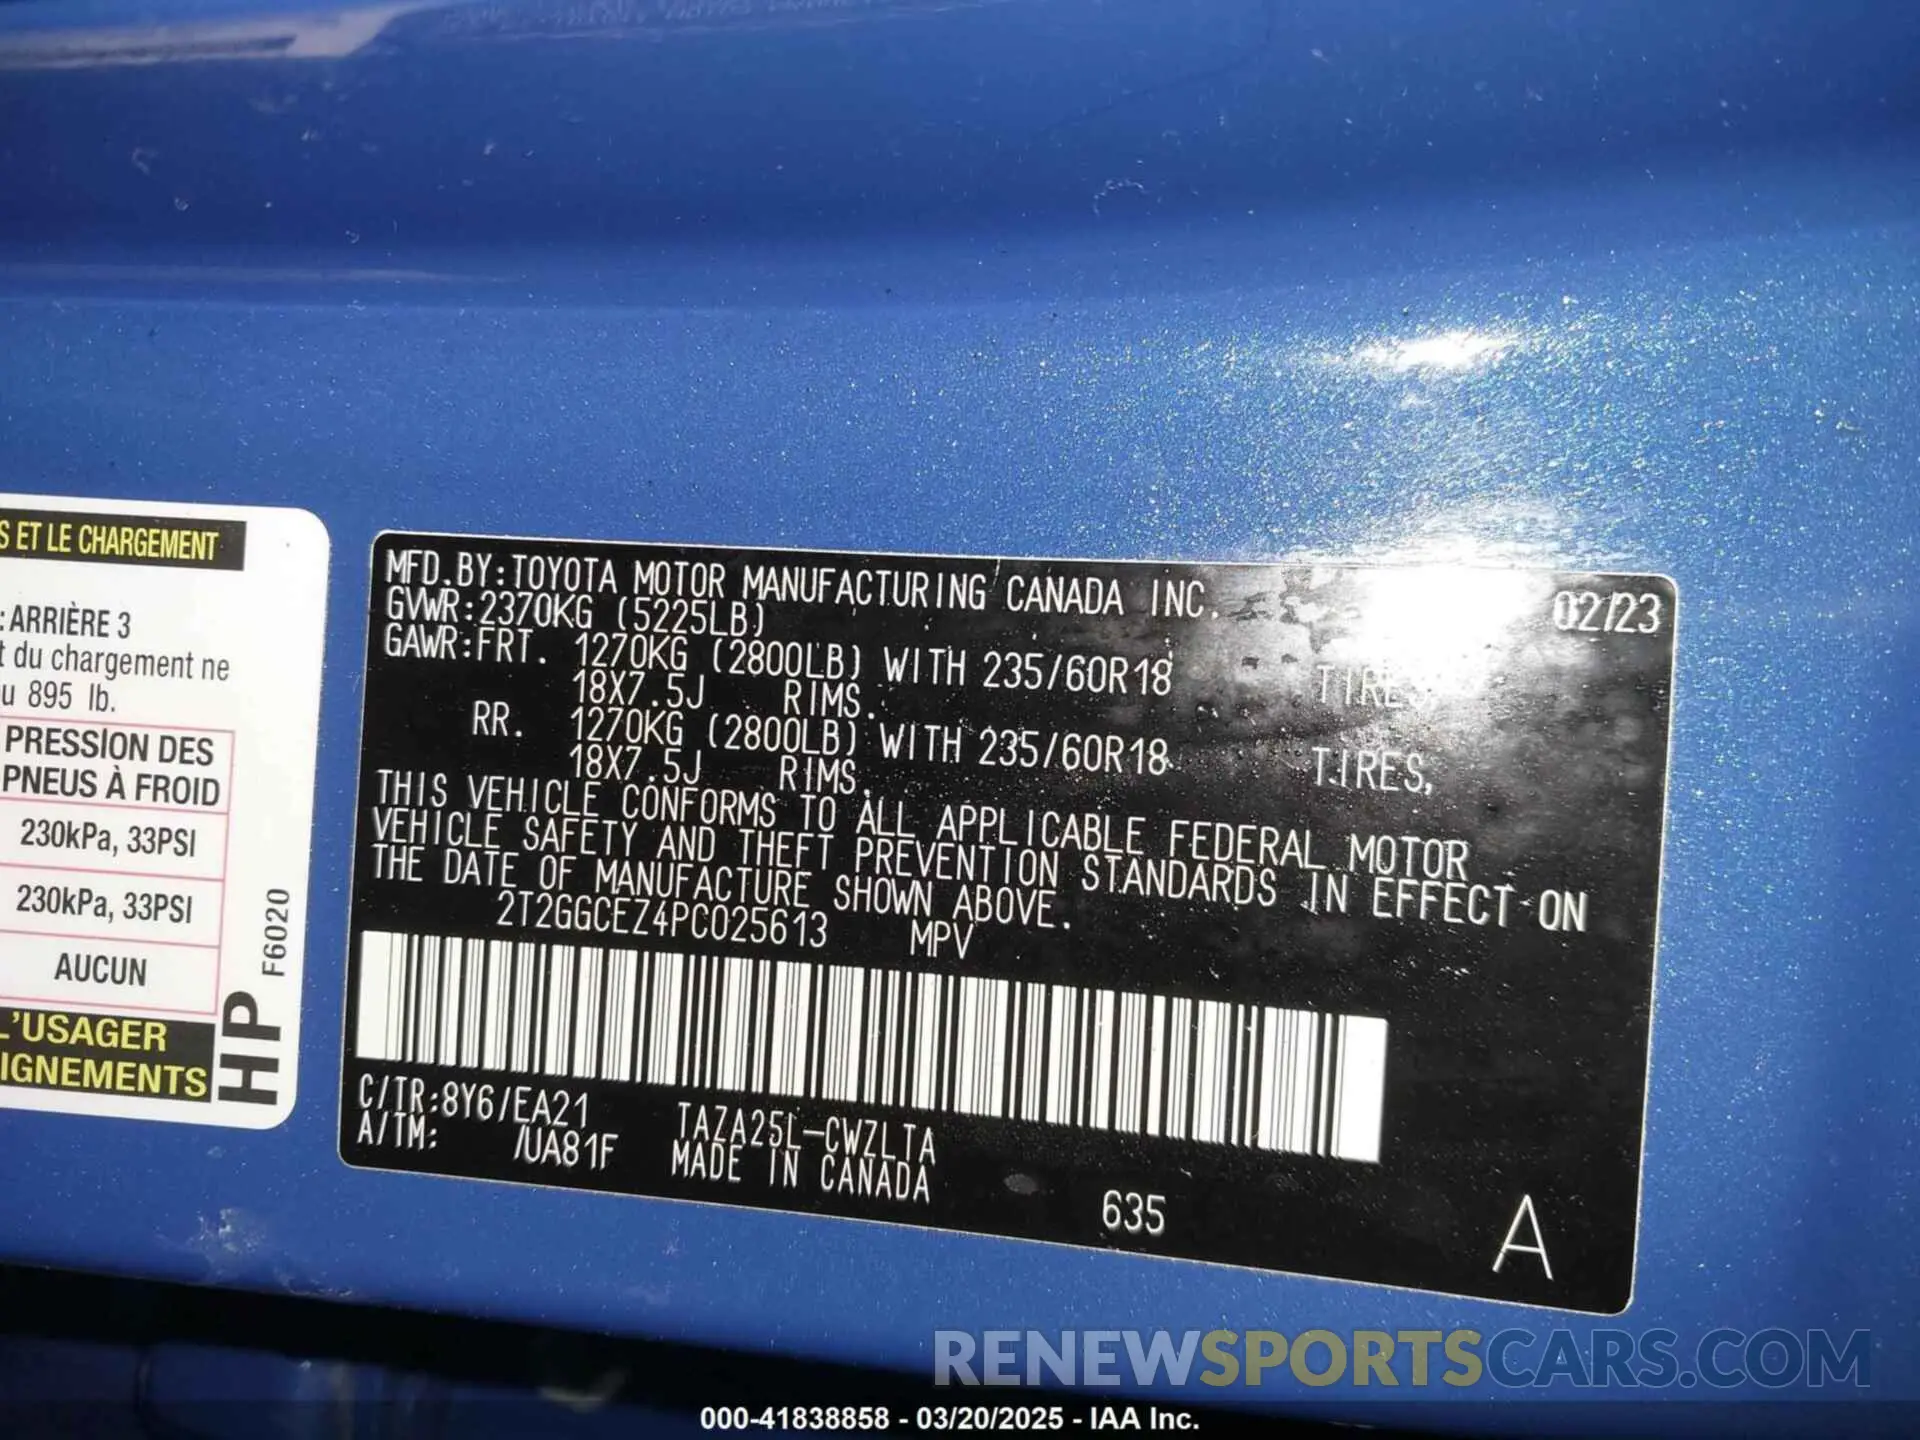 S ET LE CHARGEMENT
: ARRIÈRE 3
t du chargement ne
u 895 lb.
PRESSION DES
PNEUS À FROID
230kPa, 33PSI
230kPa, 33PSI
AUCUN
L'USAGER
IGNEMENTS
HP F6020
MFD.BY:TOYOTA MOTOR MANUFACTURING CANADA INC. 02/23
GVWR:2370KG (5225LB)
GAWR:FRT. 1270KG (2800LB) WITH 235/60R18 TIRES,
18X7.5J RIMS.
RR. 1270KG (2800LB) WITH 235/60R18 TIRES,
18X7.5J RIMS.
THIS VEHICLE CONFORMS TO ALL APPLICABLE FEDERAL MOTOR
VEHICLE SAFETY AND THEFT PREVENTION STANDARDS IN EFFECT ON
THE DATE OF MANUFACTURE SHOWN ABOVE.
2T2GGCEZ4PC025613 MPV
C/TR:8Y6/EA21 TAZA25L-CWZLTA
A/TM: /UA81F MADE IN CANADA
635
A
RENEWSPORTSCARS.COM
000-41838858 - 03/20/2025 - IAA Inc.